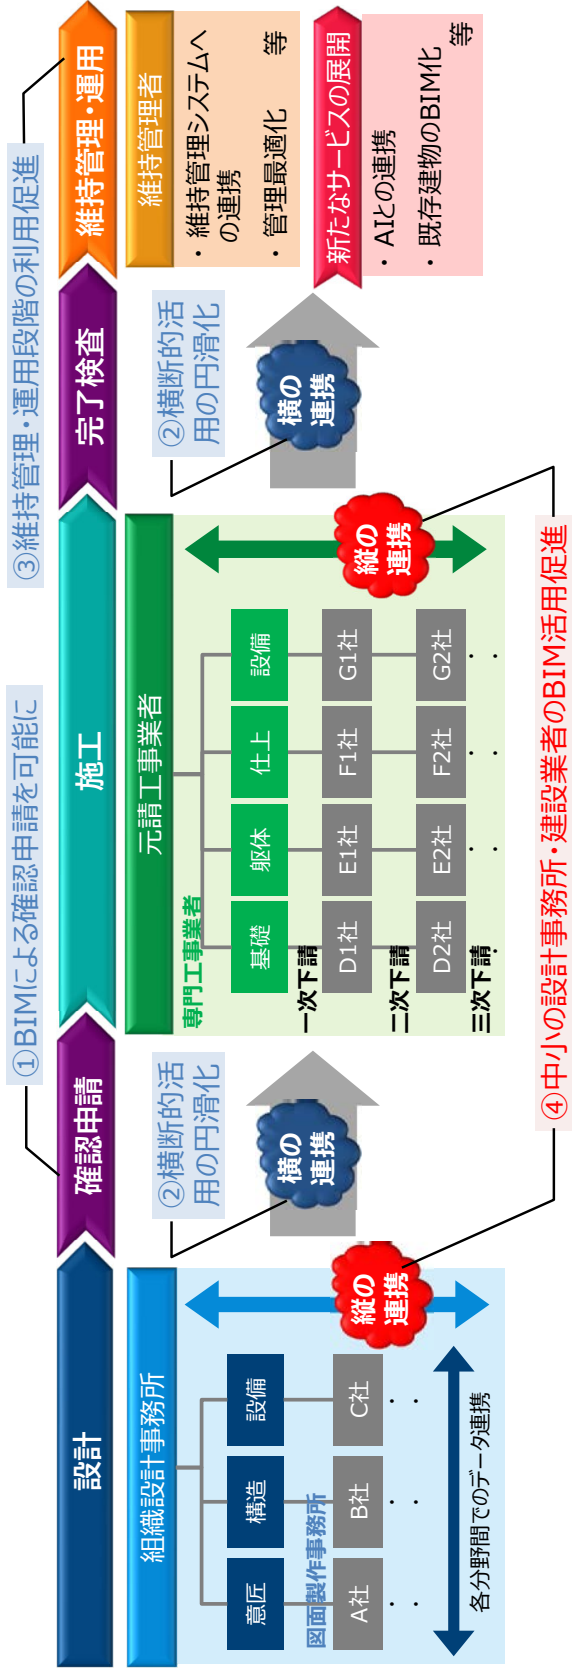 ①BIMによる確認申請を可能に
③維持管理・運用段階の利用促進
設計
確認申請
施工
完了検査
維持管理・運用
組織設計事務所
意匠
構造
設備
図面製作事務所
A社
B社
C社
・
・
・
・
・
・
各分野間でのデータ連携
縦の
連携
②横断的活
用の円滑化
横の
連携
元請工事業者
専門工事業者
基礎
躯体
仕上
設備
一次下請
D1社
E1社
F1社
G1社
二次下請
D2社
E2社
F2社
G2社
三次下請
・
・
・
・
・
・
・
・
縦の
連携
②横断的活
用の円滑化
横の
連携
維持管理者
・ 維持管理システムへ
の連携
・ 管理最適化 等
新たなサービスの展開
・ AIとの連携
・ 既存建物のBIM化
等
④中小の設計事務所・建設業者のBIM活用促進